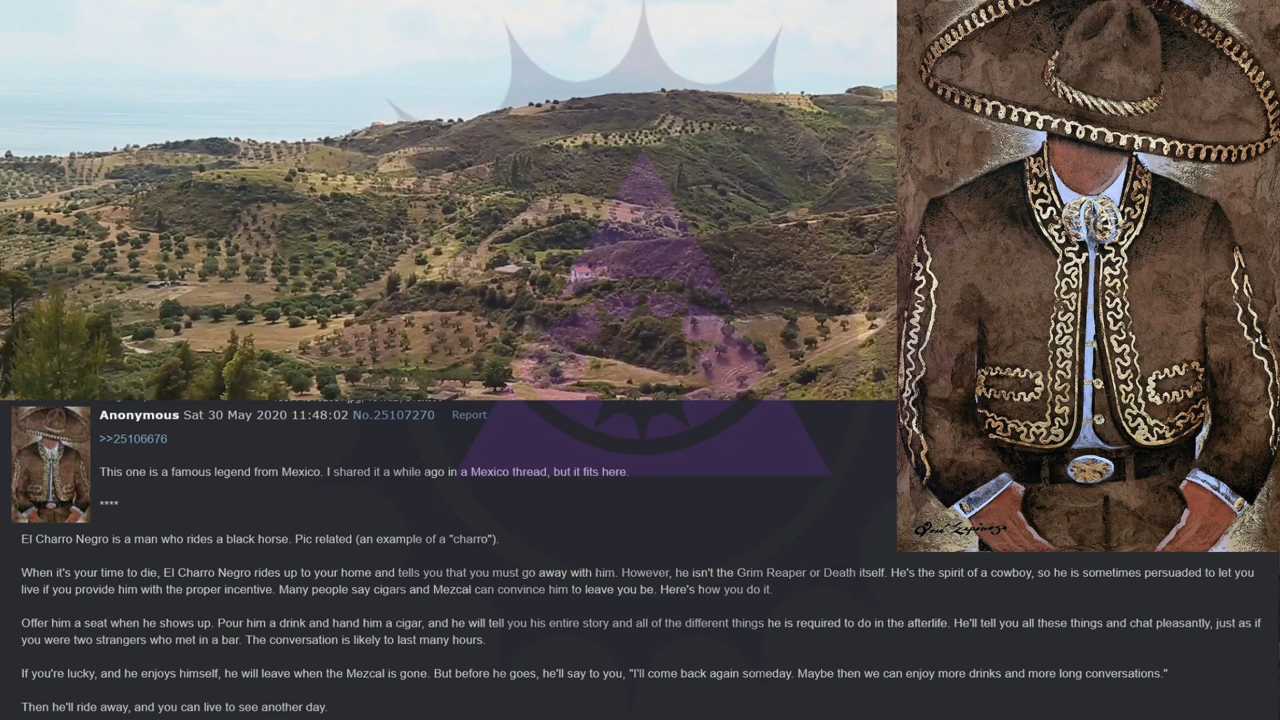 Anonymous Sat 30 May 2020 11:48:02 No.25107270 Report
>>25106676
This one is a famous legend from Mexico. I shared it a while ago in a Mexico thread, but it fits here.
****
El Charro Negro is a man who rides a black horse. Pic related (an example of a "charro").
When it's your time to die, El Charro Negro rides up to your home and tells you that you must go away with him. However, he isn't the Grim Reaper or Death itself. He's the spirit of a cowboy, so he is sometimes persuaded to let you
live if you provide him with the proper incentive. Many people say cigars and Mezcal can convince him to leave you be. Here's how you do it.
Offer him a seat when he shows up. Pour him a drink and hand him a cigar, and he will tell you his entire story and all of the different things he is required to do in the afterlife. He'll tell you all these things and chat pleasantly, just as if
you were two strangers who met in a bar. The conversation is likely to last many hours.
If you're lucky, and he enjoys himself, he will leave when the Mezcal is gone. But before he goes, he'll say to you, "I'll come back again someday. Maybe then we can enjoy more drinks and more long conversations."
Then he'll ride away, and you can live to see another day.